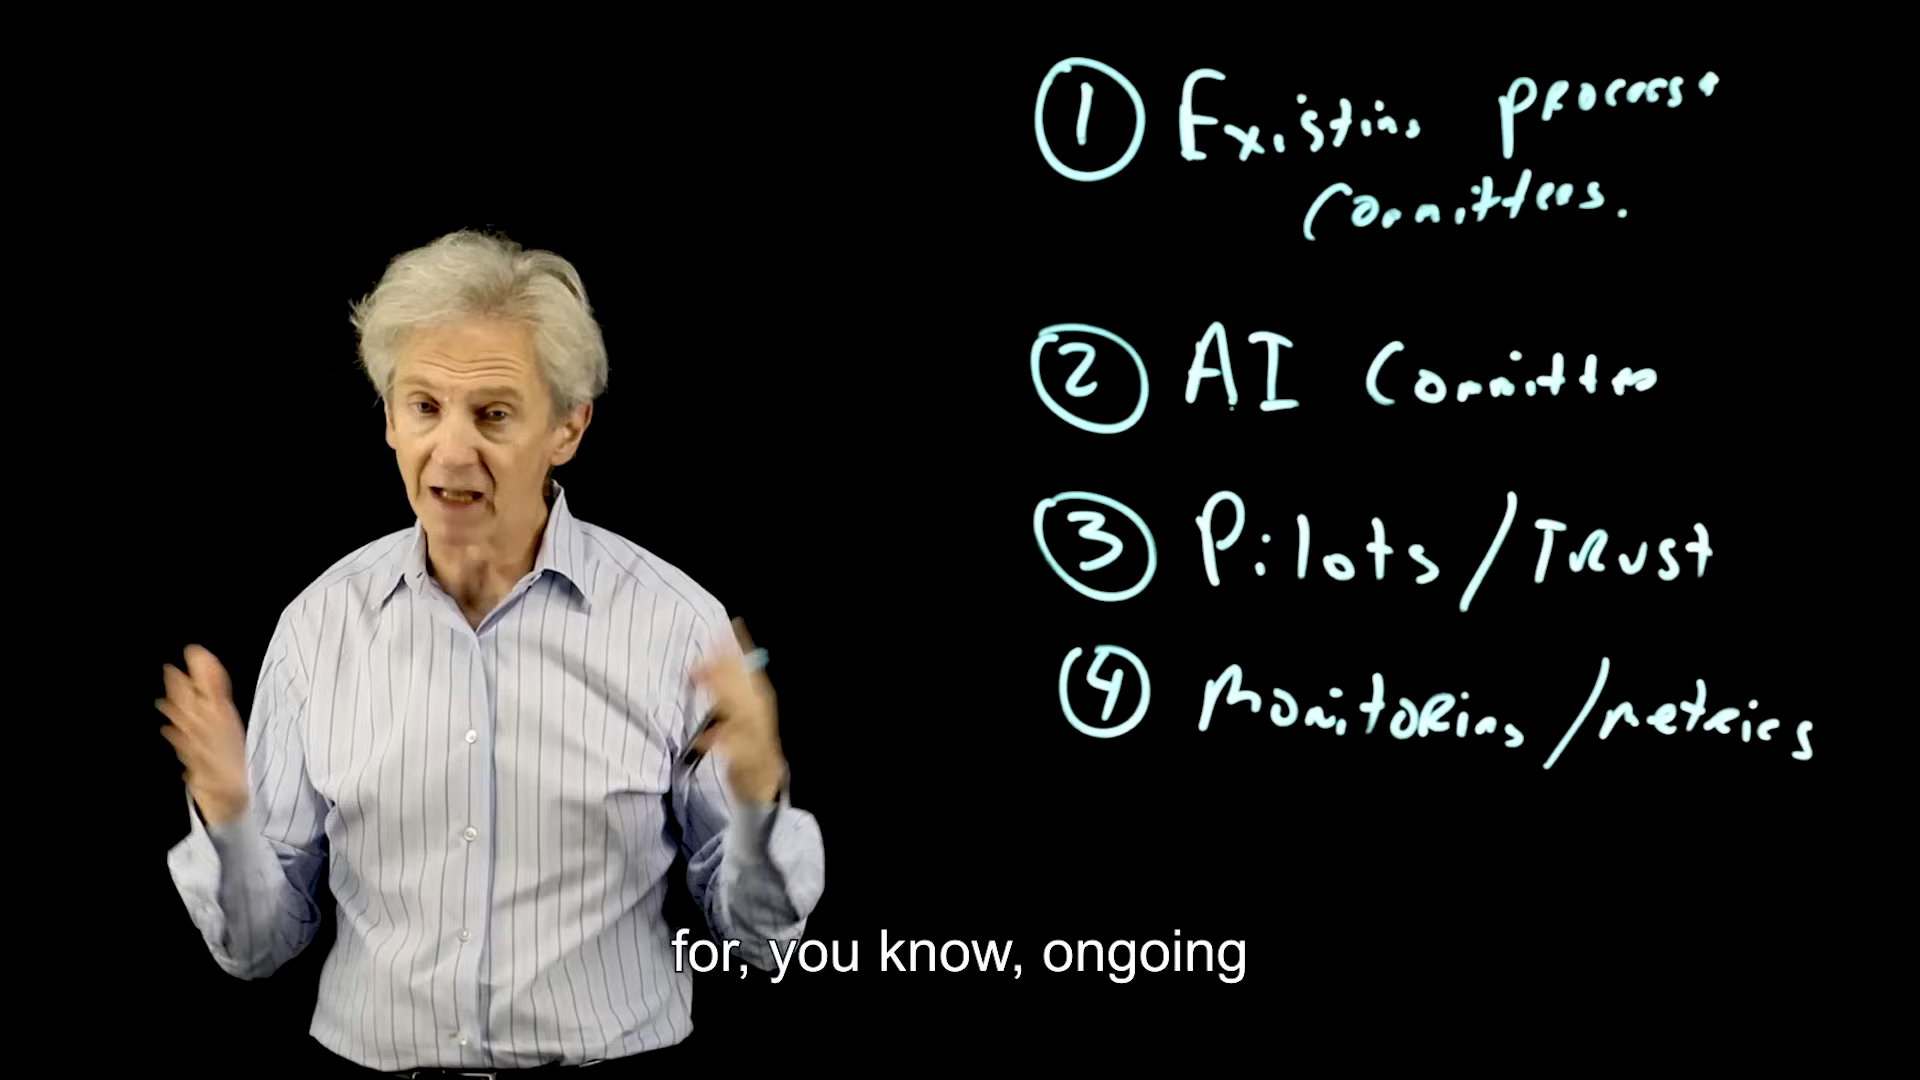 1 Existing process +
committees.
2 AI Committee
3 Pilots / Trust
4 Monitoring / metrics
for, you know, ongoing